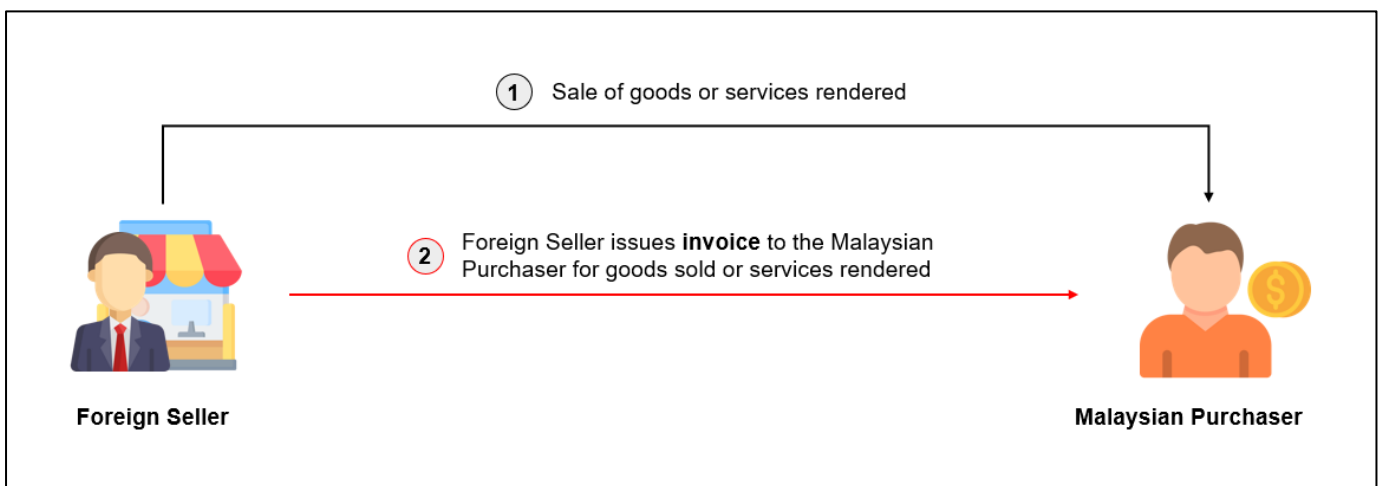 1 Sale of goods or services rendered
2 Foreign Seller issues invoice to the Malaysian
Purchaser for goods sold or services rendered
$
Foreign Seller
Malaysian Purchaser